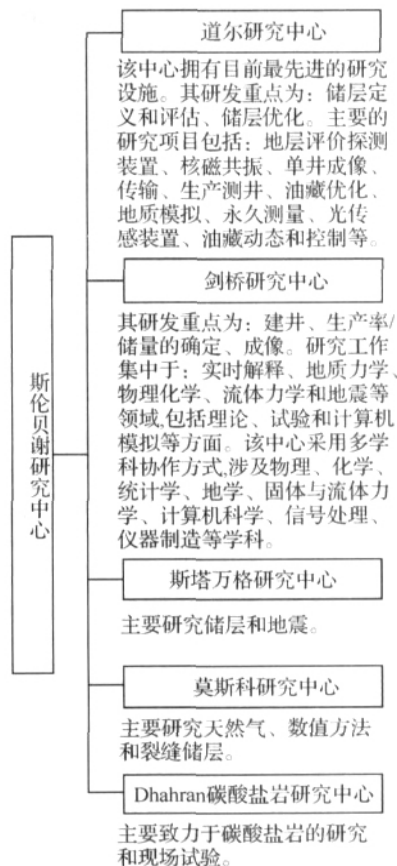 道尔研究中心
该中心拥有目前最先进的研究
设施。其研发重点为：储层定
义和评估、储层优化。主要的
研究项目包括：地层评价探测
装置、核磁共振、单井成像、
传输、生产测井、油藏优化、
地质模拟、永久测量、光传
感装置、油藏动态和控制等。
剑桥研究中心
其研发重点为：建井、生产率/
储量的确定、成像。研究工作
集中于：实时解释、地质力学、
物理化学、流体力学和地震等
领域,包括理论、试验和计算机
模拟等方面。该中心采用多学
科协作方式,涉及物理、化学、
统计学、地学、固体与流体力
学、计算机科学、信号处理、
仪器制造等学科。
斯伦贝谢研究中心
斯塔万格研究中心
主要研究储层和地震。
莫斯科研究中心
主要研究天然气、数值方法
和裂缝储层。
Dhahran碳酸盐岩研究中心
主要致力于碳酸盐岩的研究
和现场试验。